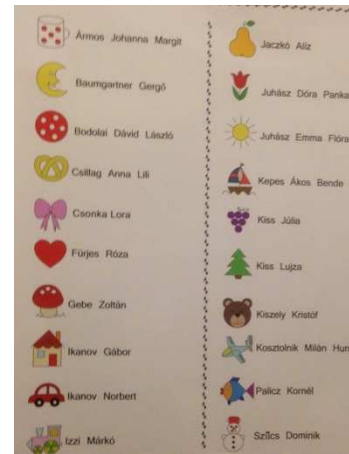 Ármos Johanna Margit
Baumgartner Gergő
Bodolai Dávid László
Csillag Anna Lili
Csonka Lora
Fürjes Róza
Gebe Zoltán
Ikanov Gábor
Ikanov Norbert
Izzi Márkó
Jaczkó Alíz
Juhász Dóra Panka
Juhász Emma Flóra
Kepes Ákos Bende
Kiss Júlia
Kiss Lujza
Kiszely Kristóf
Kosztolnik Milán Hun
Palicz Kornél
Szűcs Dominik